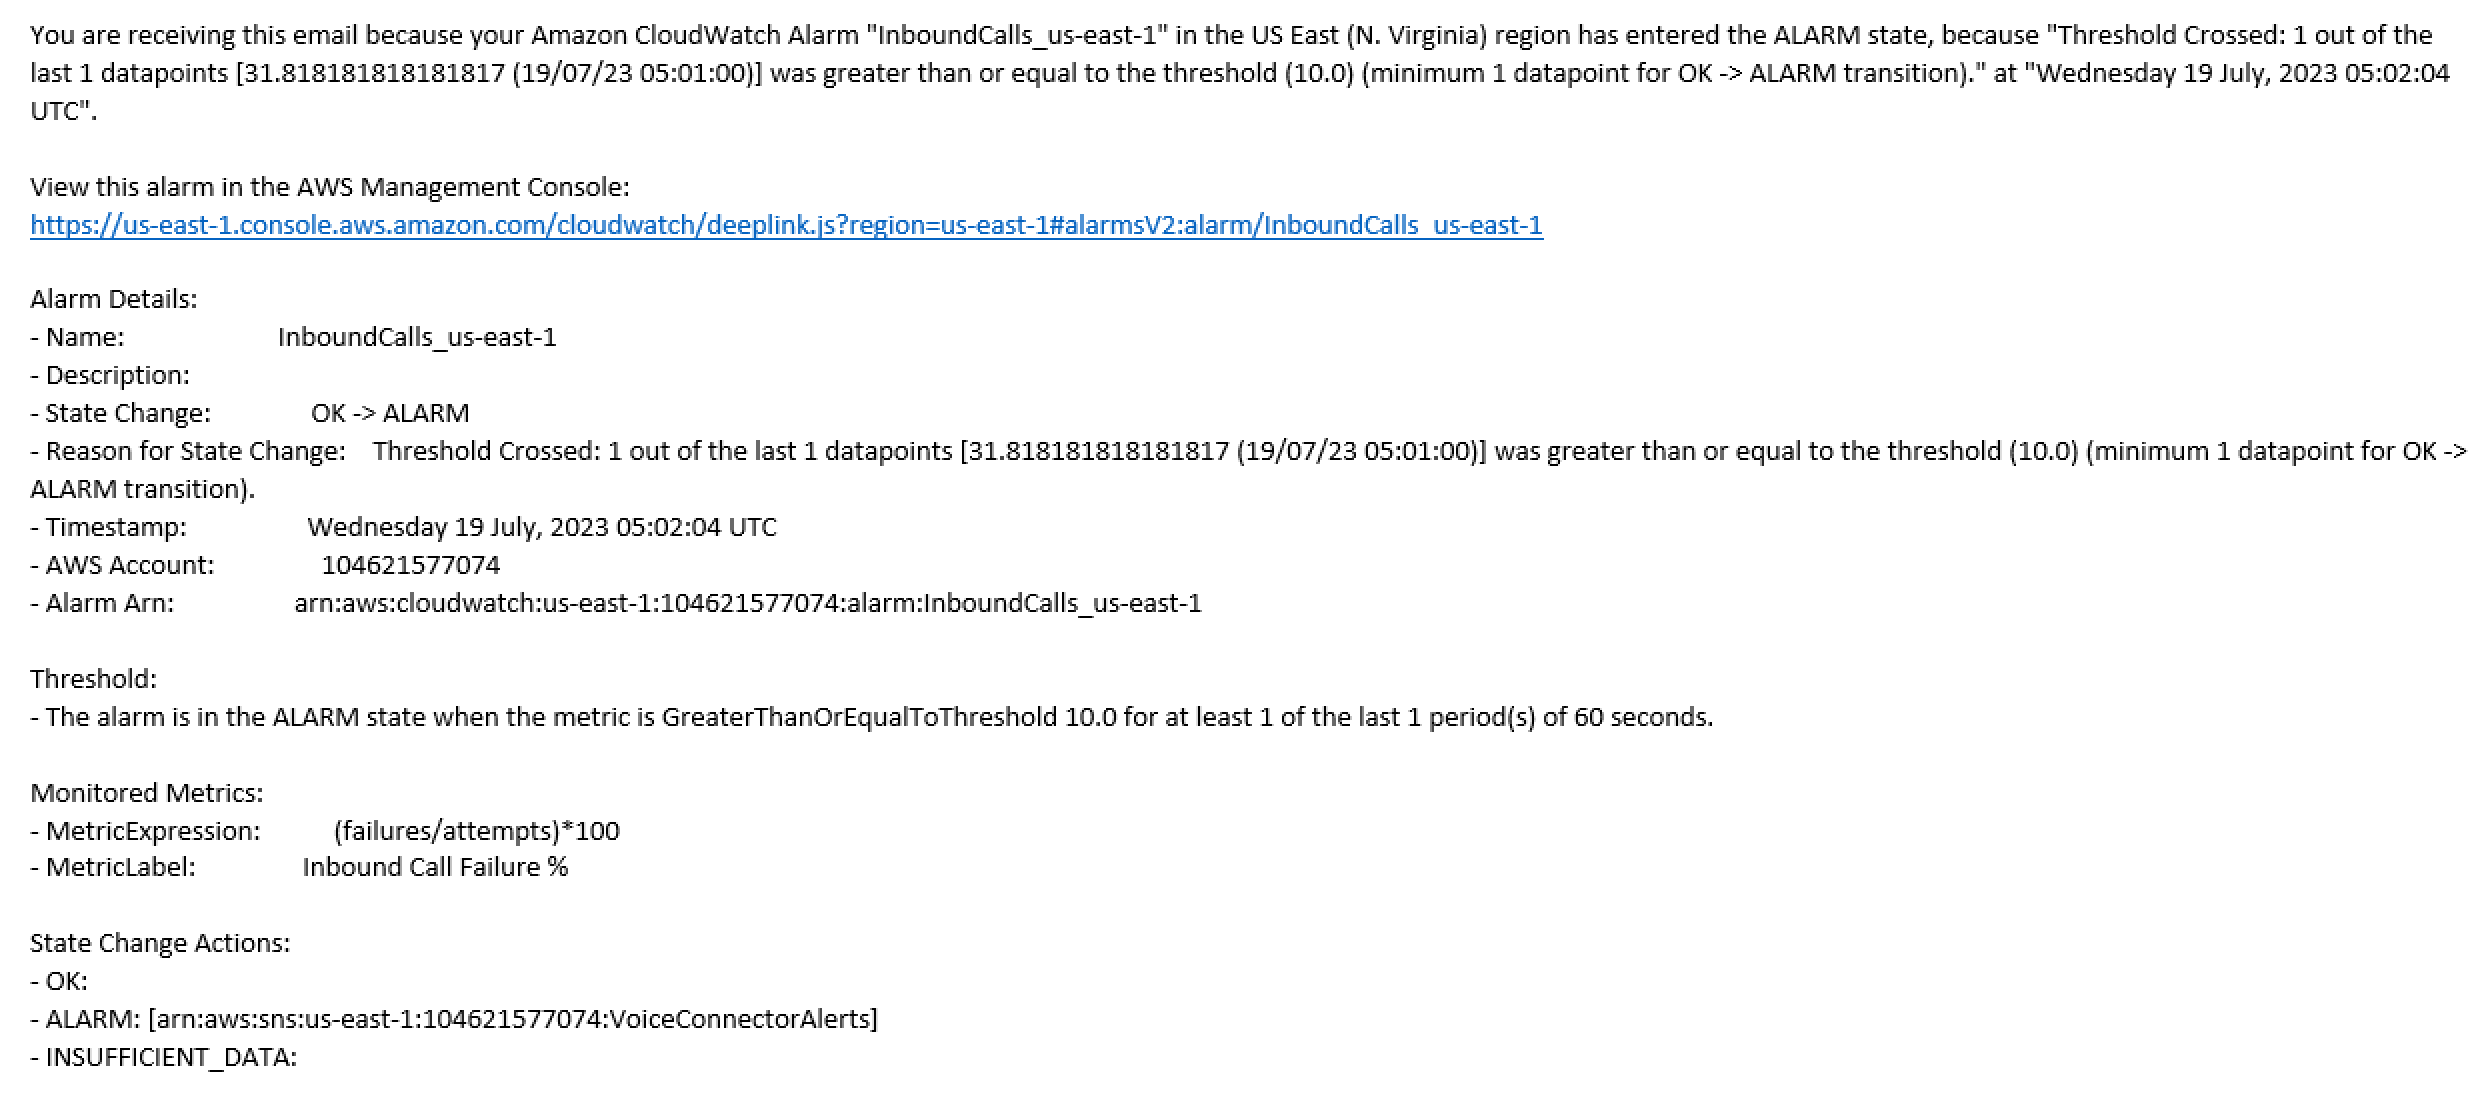 You are receiving this email because your Amazon CloudWatch Alarm "InboundCalls_us-east-1" in the US East (N. Virginia) region has entered the ALARM state, because "Threshold Crossed: 1 out of the
last 1 datapoints [31.818181818181817 (19/07/23 05:01:00)] was greater than or equal to the threshold (10.0) (minimum 1 datapoint for OK -> ALARM transition)." at "Wednesday 19 July, 2023 05:02:04
UTC".
View this alarm in the AWS Management Console:
https://us-east-1.console.aws.amazon.com/cloudwatch/deeplink.js?region=us-east-1#alarmsV2:alarm/InboundCalls_us-east-1
Alarm Details:
- Name: InboundCalls_us-east-1
- Description:
- State Change: OK -> ALARM
- Reason for State Change: Threshold Crossed: 1 out of the last 1 datapoints [31.818181818181817 (19/07/23 05:01:00)] was greater than or equal to the threshold (10.0) (minimum 1 datapoint for OK ->
ALARM transition).
- Timestamp: Wednesday 19 July, 2023 05:02:04 UTC
- AWS Account: 104621577074
- Alarm Arn: arn:aws:cloudwatch:us-east-1:104621577074:alarm:InboundCalls_us-east-1
Threshold:
- The alarm is in the ALARM state when the metric is GreaterThanOrEqualToThreshold 10.0 for at least 1 of the last 1 period(s) of 60 seconds.
Monitored Metrics:
- MetricExpression: (failures/attempts)*100
- MetricLabel: Inbound Call Failure %
State Change Actions:
- OK:
- ALARM: [arn:aws:sns:us-east-1:104621577074:VoiceConnectorAlerts]
- INSUFFICIENT_DATA: